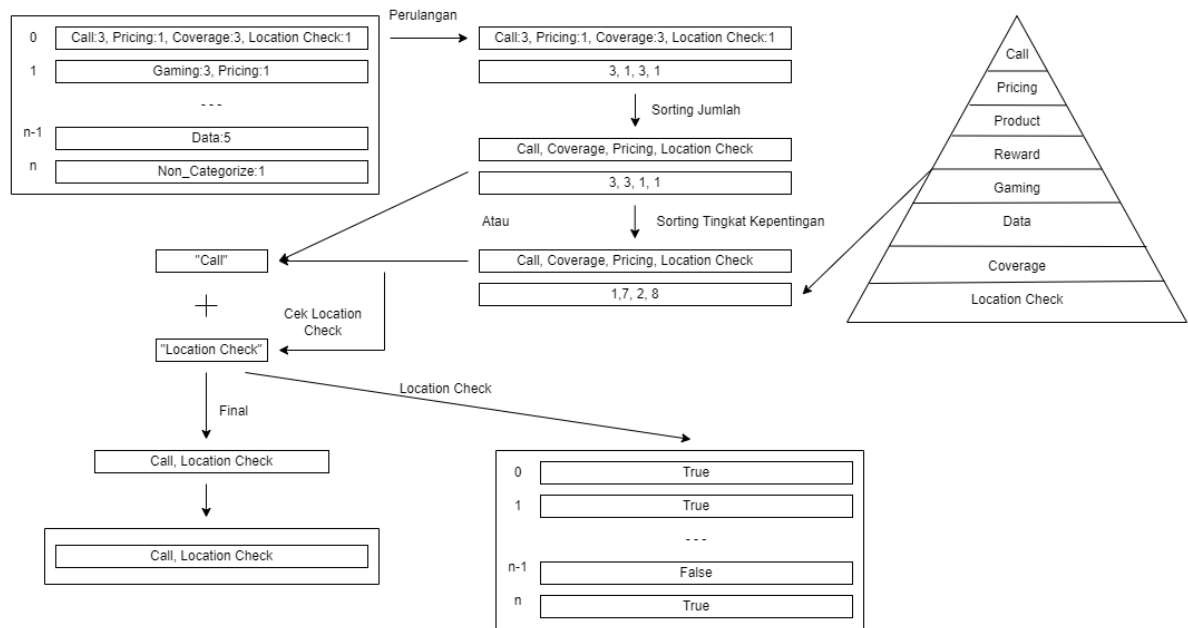 0
Call:3, Pricing:1, Coverage:3, Location Check:1
1
Gaming:3, Pricing:1
- - -
n-1
Data:5
n
Non_Categorize:1
Perulangan
Call:3, Pricing:1, Coverage:3, Location Check:1
3, 1, 3, 1
Sorting Jumlah
Call, Coverage, Pricing, Location Check
3, 3, 1, 1
Atau
Sorting Tingkat Kepentingan
Call, Coverage, Pricing, Location Check
1,7, 2, 8
Call
Pricing
Product
Reward
Gaming
Data
Coverage
Location Check
"Call"
Cek Location
Check
"Location Check"
Location Check
Final
Call, Location Check
Call, Location Check
0
True
1
True
- - -
n-1
False
n
True